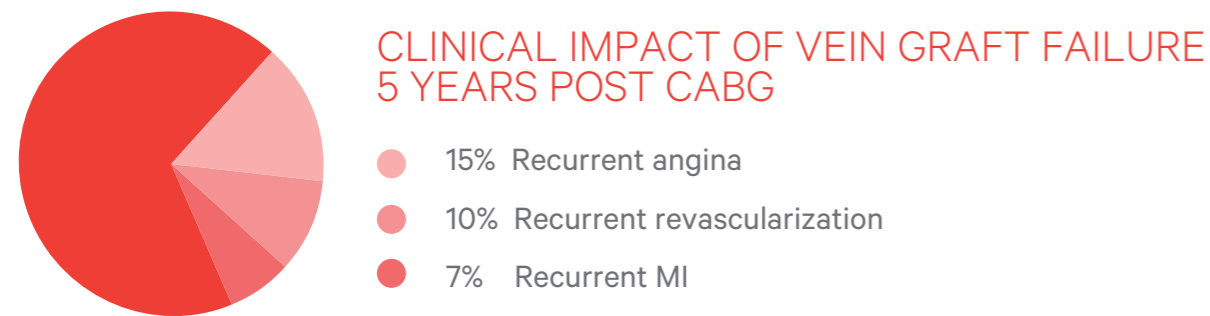 CLINICAL IMPACT OF VEIN GRAFT FAILURE
5 YEARS POST CABG
15% Recurrent angina
10% Recurrent revascularization
7% Recurrent MI